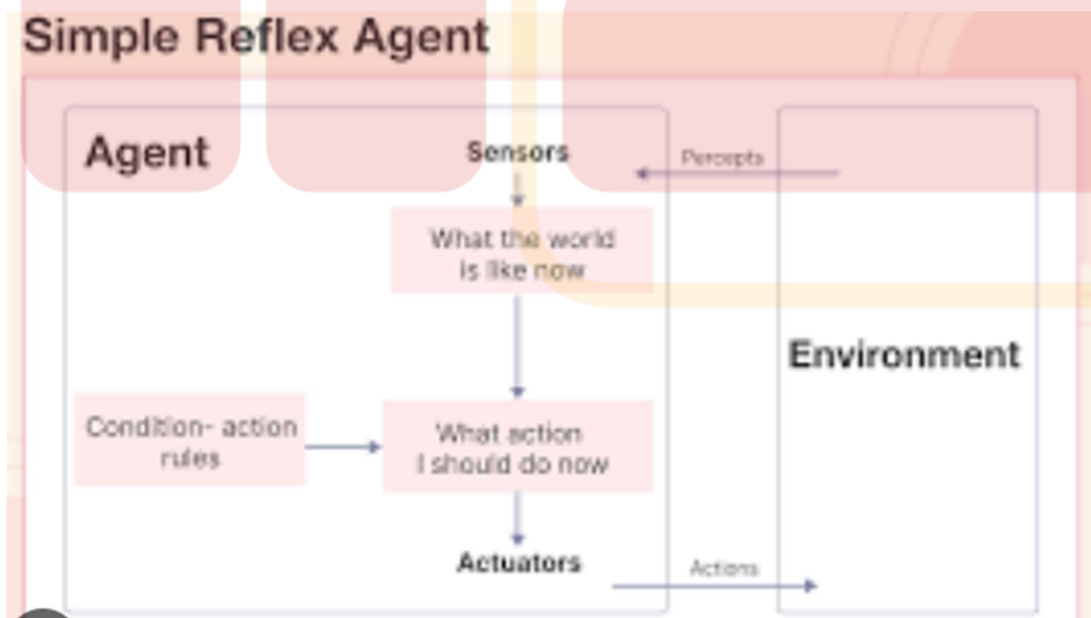 Simple Reflex Agent
Agent
Sensors
Percepts
What the world
is like now
Environment
Condition- action
rules
What action
I should do now
Actuators
Actions